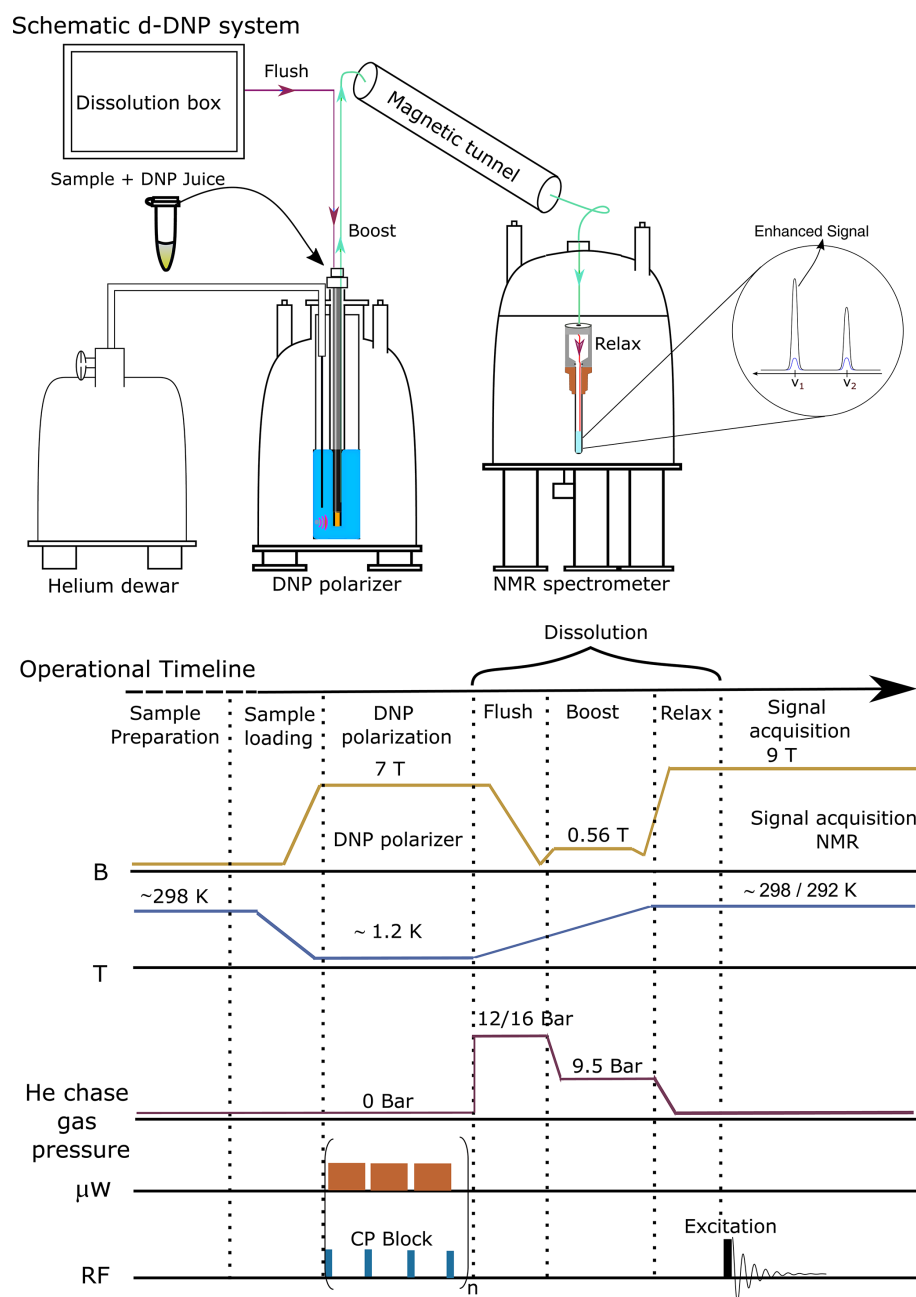 Schematic d-DNP system
Dissolution box
Flush
Magnetic tunnel
Sample + DNP Juice
Boost
Enhanced Signal
Relax
v1
v2
Helium dewar
DNP polarizer
NMR spectrometer
Dissolution
Operational Timeline
Sample
Preparation
Sample
loading
DNP
polarization
Flush
Boost
Relax
Signal
acquisition
7 T
9 T
DNP polarizer
0.56 T
Signal acquisition
NMR
B
~298 K
~ 1.2 K
~ 298 / 292 K
T
12/16 Bar
9.5 Bar
0 Bar
He chase
gas
pressure
μW
CP Block
Excitation
RF
n